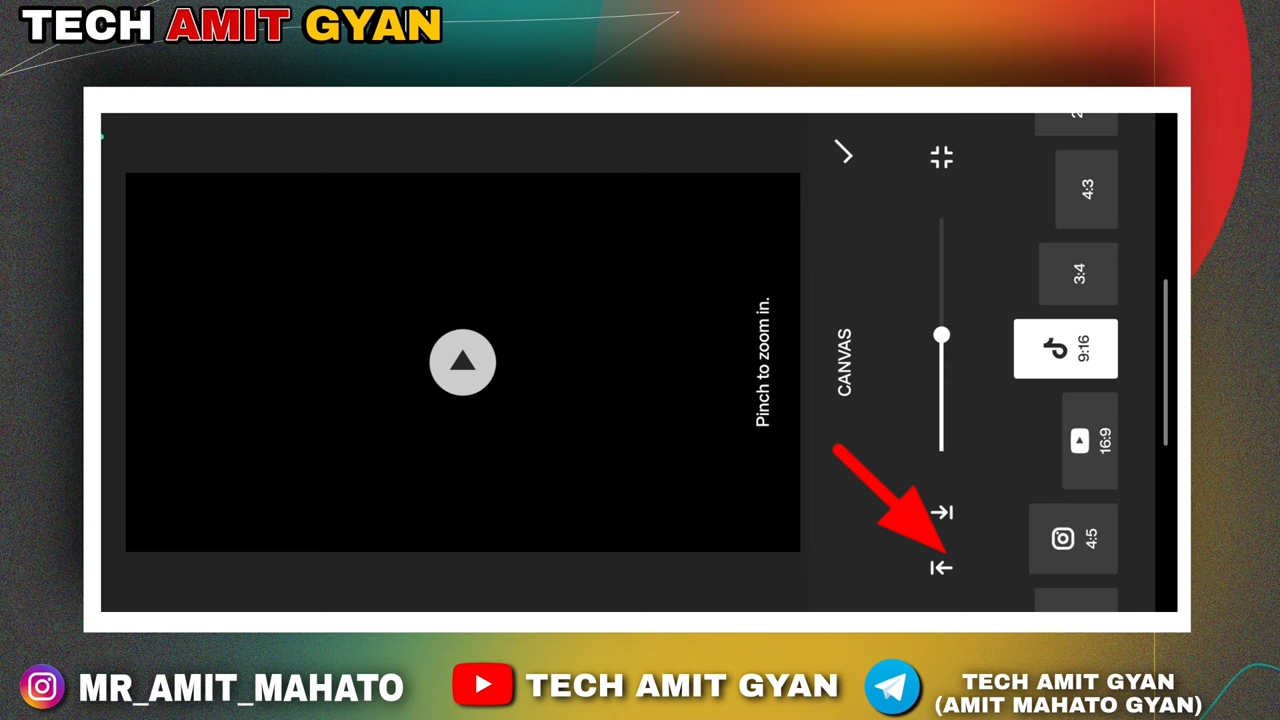 TECH AMIT GYAN
Pinch to zoom in.
CANVAS
4:3
3:4
9:16
16:9
4:5
MR_AMIT_MAHATO
TECH AMIT GYAN
TECH AMIT GYAN
(AMIT MAHATO GYAN)